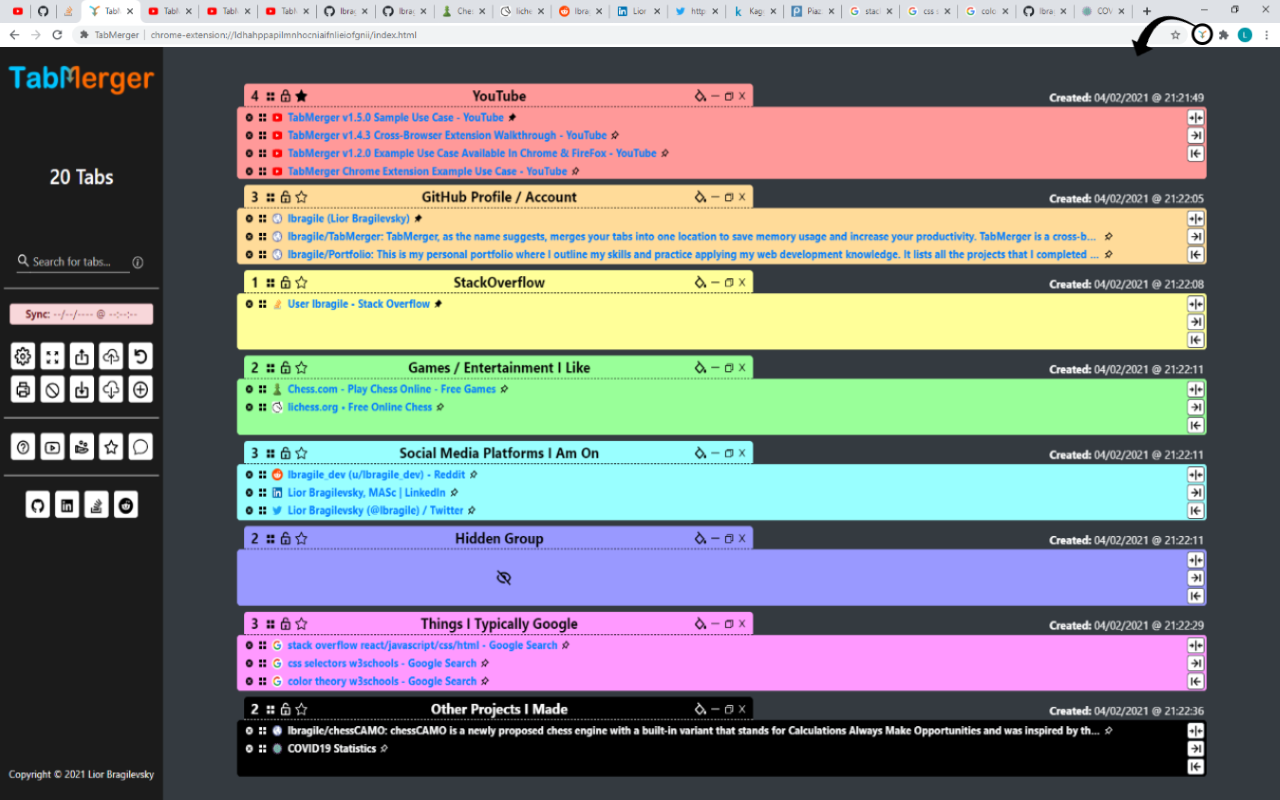 Tabl
Tabl
Tabl
Tabl
lbrag
lbrag
Ches
liche
lbrag
Lior
http
Kag
Piaz
stac
css s
colo
lbra
COV
TabMerger chrome-extension://ldhahppapilmnhocniaifnlieiofgnii/index.html
L
TabMerger
20 Tabs
Search for tabs...
Sync: --/--/---- @ --:--:--
Copyright © 2021 Lior Bragilevsky
4 YouTube X Created: 04/02/2021 @ 21:21:49
TabMerger v1.5.0 Sample Use Case - YouTube
TabMerger v1.4.3 Cross-Browser Extension Walkthrough - YouTube
TabMerger v1.2.0 Example Use Case Available In Chrome & FireFox - YouTube
TabMerger Chrome Extension Example Use Case - YouTube
3 GitHub Profile / Account X Created: 04/02/2021 @ 21:22:05
lbragile (Lior Bragilevsky)
lbragile/TabMerger: TabMerger, as the name suggests, merges your tabs into one location to save memory usage and increase your productivity. TabMerger is a cross-b...
lbragile/Portfolio: This is my personal portfolio where I outline my skills and practice applying my web development knowledge. It lists all the projects that I completed ...
1 StackOverflow X Created: 04/02/2021 @ 21:22:08
User lbragile - Stack Overflow
2 Games / Entertainment I Like X Created: 04/02/2021 @ 21:22:11
Chess.com - Play Chess Online - Free Games
lichess.org • Free Online Chess
3 Social Media Platforms I Am On X Created: 04/02/2021 @ 21:22:11
lbragile_dev (u/lbragile_dev) - Reddit
Lior Bragilevsky, MASc | LinkedIn
Lior Bragilevsky (@lbragile) / Twitter
2 Hidden Group X Created: 04/02/2021 @ 21:22:11
3 Things I Typically Google X Created: 04/02/2021 @ 21:22:29
stack overflow react/javascript/css/html - Google Search
css selectors w3schools - Google Search
color theory w3schools - Google Search
2 Other Projects I Made X Created: 04/02/2021 @ 21:22:36
lbragile/chessCAMO: chessCAMO is a newly proposed chess engine with a built-in variant that stands for Calculations Always Make Opportunities and was inspired by th...
COVID19 Statistics